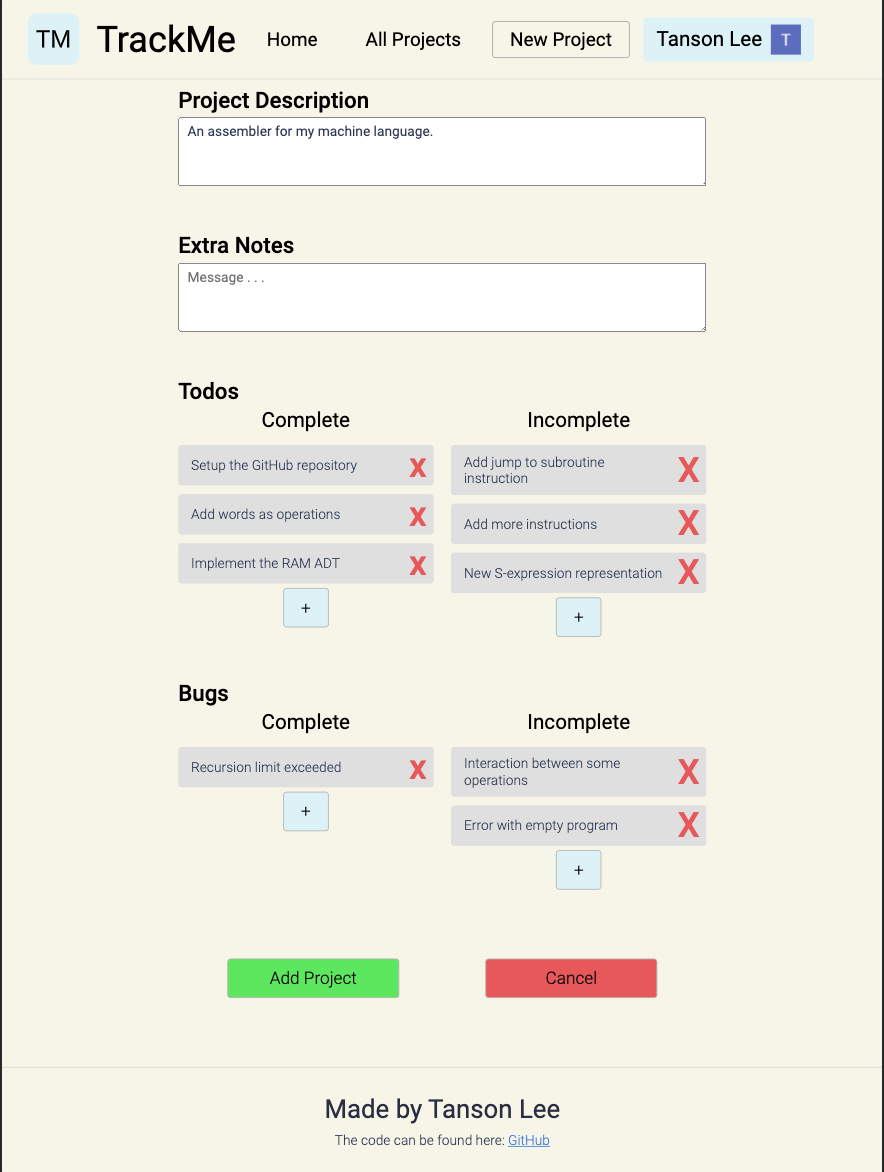 TM TrackMe Home All Projects New Project Tanson Lee T
Project Description
An assembler for my machine language.
Extra Notes
Message . . .
Todos
Complete
Setup the GitHub repository X
Add words as operations X
Implement the RAM ADT X
+
Incomplete
Add jump to subroutine
instruction X
Add more instructions X
New S-expression representation X
+
Bugs
Complete
Recursion limit exceeded X
+
Incomplete
Interaction between some
operations X
Error with empty program X
+
Add Project Cancel
Made by Tanson Lee
The code can be found here: GitHub